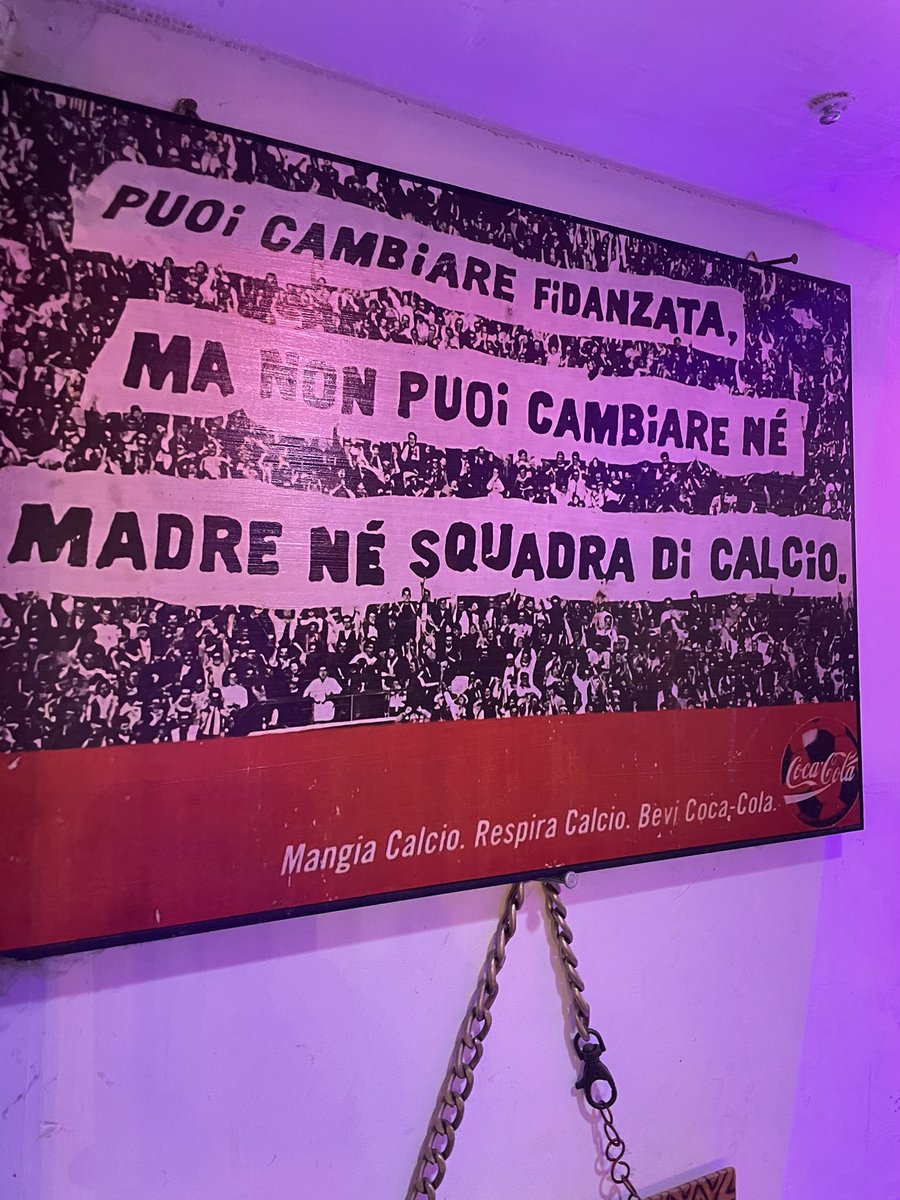 PUOi CAMBiARE FiDANZATA,
MA NON PUOi CAMBiARE NÉ
MADRE NÉ SQUADRA Di CALCiO.
Mangia Calcio. Respira Calcio. Bevi Coca-Cola.
Coca-Cola